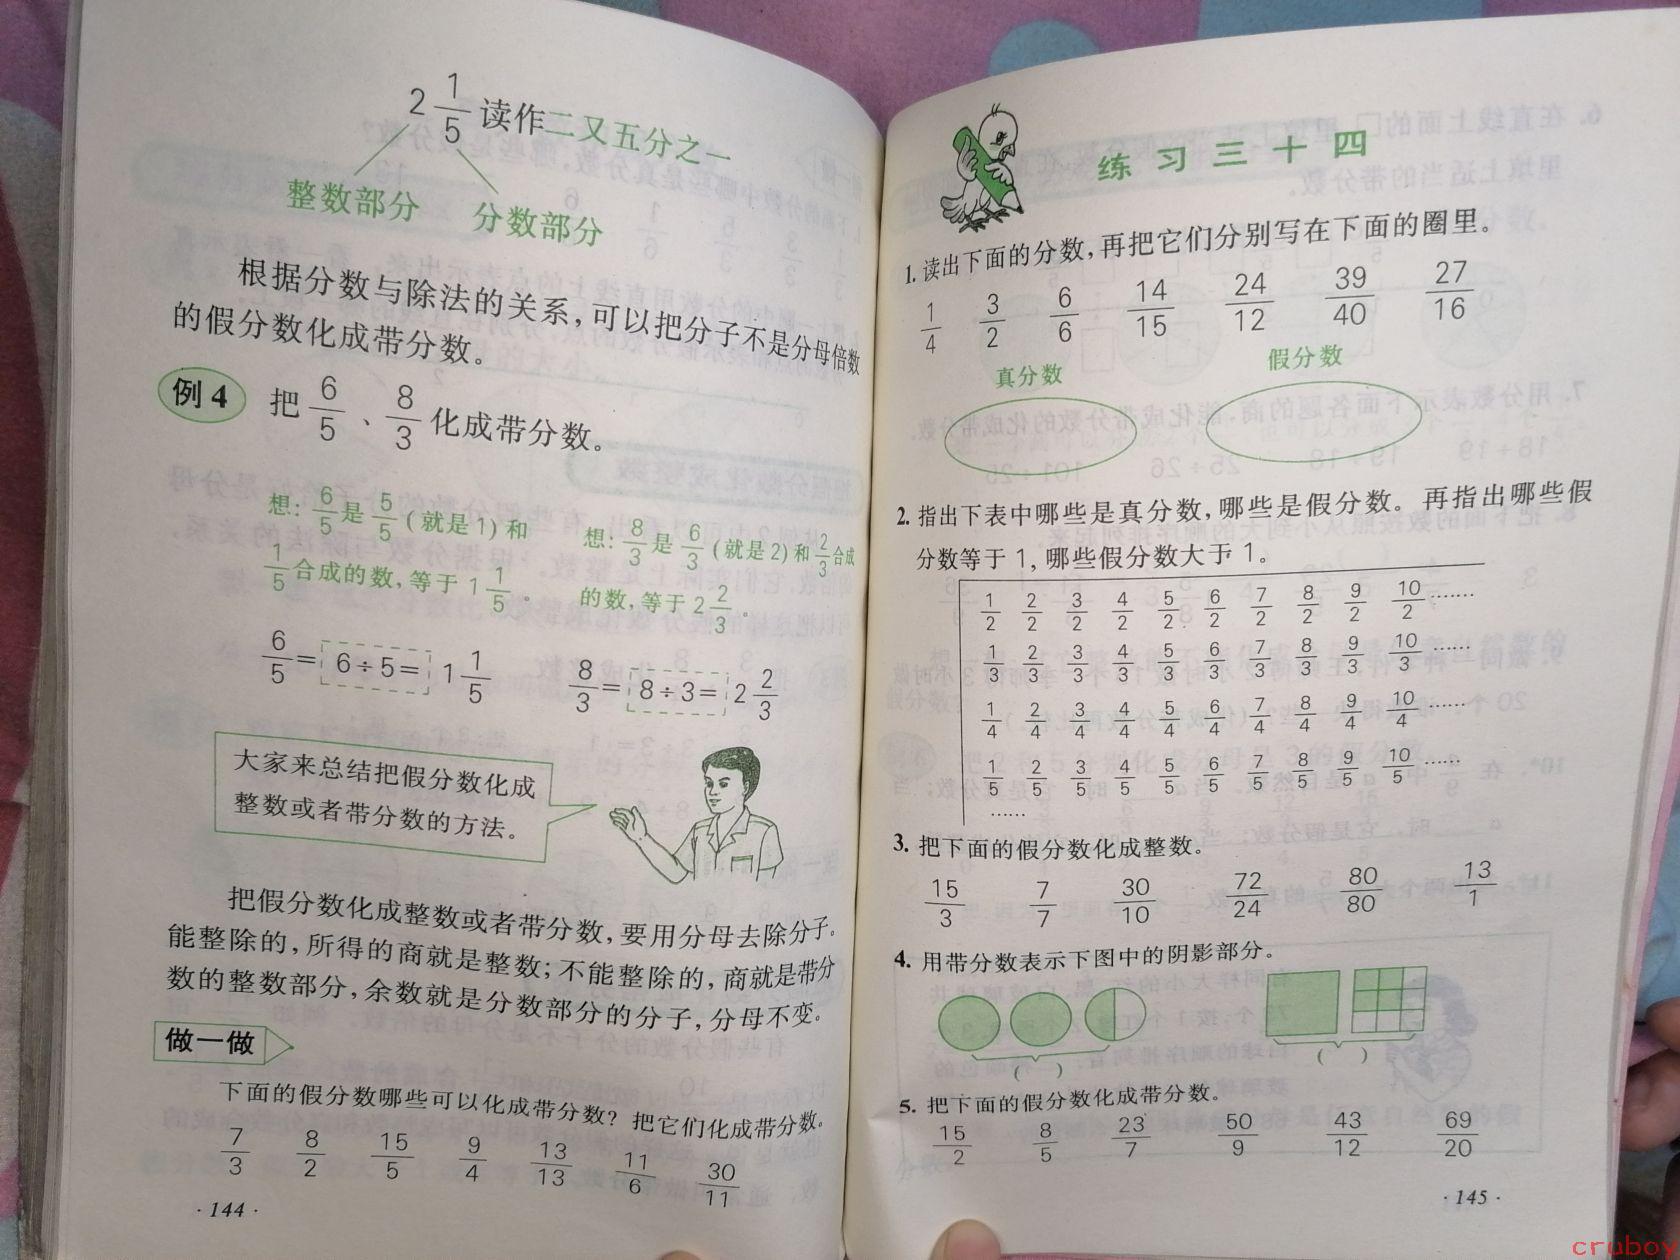 2 1/5 读作二又五分之一
整数部分 分数部分
根据分数与除法的关系,可以把分子不是分母倍数
的假分数化成带分数。
例4 把 6/5 、 8/3 化成带分数。
想: 6/5 是 5/5 (就是1)和
1/5 合成的数,等于 1 1/5 。
想: 8/3 是 6/3 (就是2)和 2/3 合成
的数,等于 2 2/3 。
6/5 = 6÷5= 1 1/5
8/3 = 8÷3= 2 2/3
大家来总结把假分数化成
整数或者带分数的方法。
把假分数化成整数或者带分数,要用分母去除分子。
能整除的,所得的商就是整数;不能整除的,商就是带分
数的整数部分,余数就是分数部分的分子,分母不变。
做一做
下面的假分数哪些可以化成带分数?把它们化成带分数。
7/3 8/2 15/5 9/4 13/13 11/6 30/11
·144·
练习三十四
1. 读出下面的分数,再把它们分别写在下面的圈里。
1/4 3/2 6/6 14/15 24/12 39/40 27/16
真分数 假分数
2. 指出下表中哪些是真分数,哪些是假分数。再指出哪些假
分数等于1,哪些假分数大于1。
1/2 2/2 3/2 4/2 5/2 6/2 7/2 8/2 9/2 10/2 ……
1/3 2/3 3/3 4/3 5/3 6/3 7/3 8/3 9/3 10/3 ……
1/4 2/4 3/4 4/4 5/4 6/4 7/4 8/4 9/4 10/4 ……
1/5 2/5 3/5 4/5 5/5 6/5 7/5 8/5 9/5 10/5 ……
……
3. 把下面的假分数化成整数。
15/3 7/7 30/10 72/24 80/80 13/1
4. 用带分数表示下图中的阴影部分。
( ) ( )
5. 把下面的假分数化成带分数。
15/2 8/5 23/7 50/9 43/12 69/20
·145·
cruboy